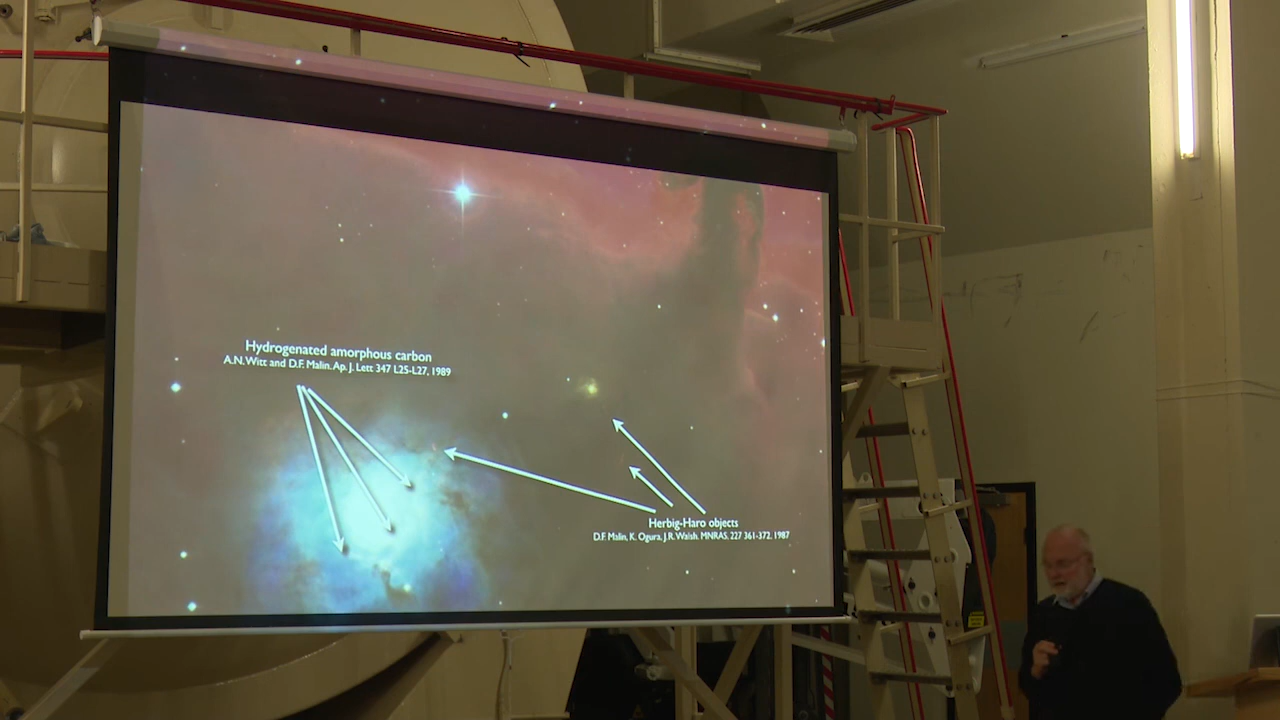 Hydrogenated amorphous carbon
A.N. Witt and D.F. Malin. Ap. J. Lett 347 L25-L27, 1989
Herbig-Haro objects
D.F. Malin, K. Ogura, J.R. Walsh. MNRAS, 227 361-372, 1987